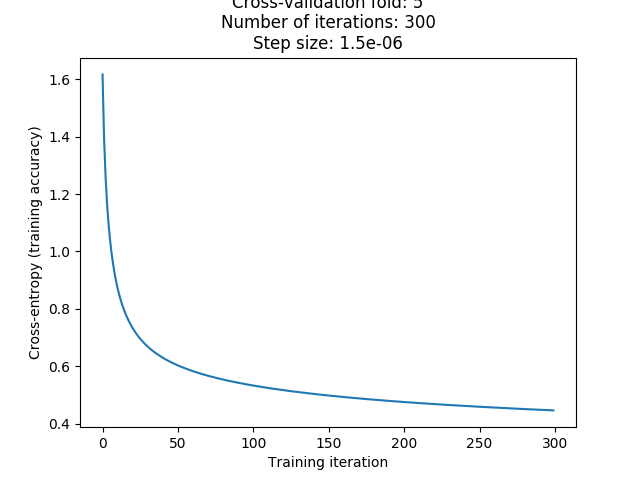 Cross-validation fold: 5
Number of iterations: 300
Step size: 1.5e-06
1.6
1.4
1.2
1.0
0.8
0.6
0.4
Cross-entropy (training accuracy)
0 50 100 150 200 250 300
Training iteration